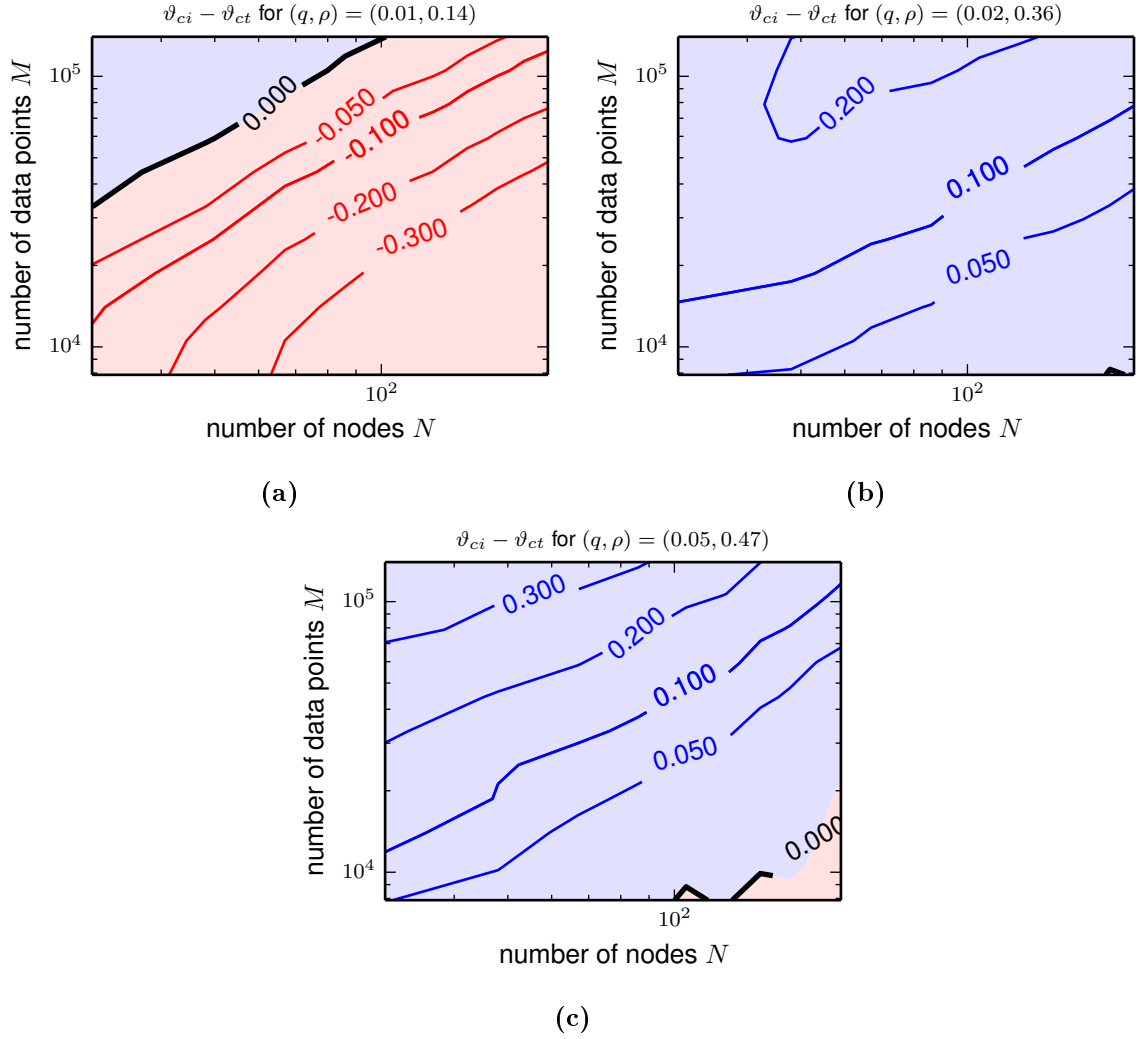 ϑ_ci − ϑ_ct for (q, ρ) = (0.01, 0.14)
number of data points M
10^5
10^4
0.000
-0.050
-0.100
-0.200
-0.300
10^2
number of nodes N
(a)
ϑ_ci − ϑ_ct for (q, ρ) = (0.02, 0.36)
number of data points M
10^5
10^4
0.200
0.100
0.050
10^2
number of nodes N
(b)
ϑ_ci − ϑ_ct for (q, ρ) = (0.05, 0.47)
number of data points M
10^5
10^4
0.300
0.200
0.100
0.050
0.000
10^2
number of nodes N
(c)